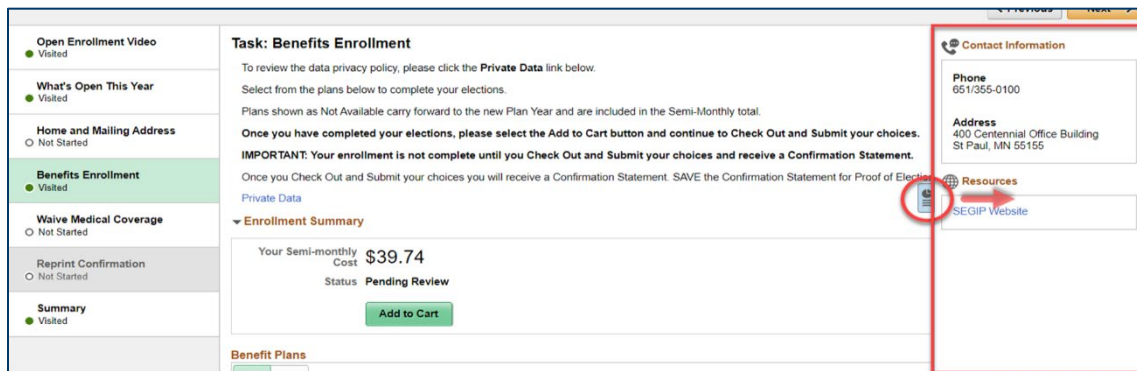 Previous
Next
Open Enrollment Video
Visited
What's Open This Year
Visited
Home and Mailing Address
Not Started
Benefits Enrollment
Visited
Waive Medical Coverage
Not Started
Reprint Confirmation
Not Started
Summary
Visited
Task: Benefits Enrollment
To review the data privacy policy, please click the Private Data link below.
Select from the plans below to complete your elections.
Plans shown as Not Available carry forward to the new Plan Year and are included in the Semi-Monthly total.
Once you have completed your elections, please select the Add to Cart button and continue to Check Out and Submit your choices.
IMPORTANT: Your enrollment is not complete until you Check Out and Submit your choices and receive a Confirmation Statement.
Once you Check Out and Submit your choices you will receive a Confirmation Statement. SAVE the Confirmation Statement for Proof of Election
Private Data
Enrollment Summary
Your Semi-monthly
Cost $39.74
Status Pending Review
Add to Cart
Benefit Plans
Contact Information
Phone
651/355-0100
Address
400 Centennial Office Building
St Paul, MN 55155
Resources
SEGIP Website